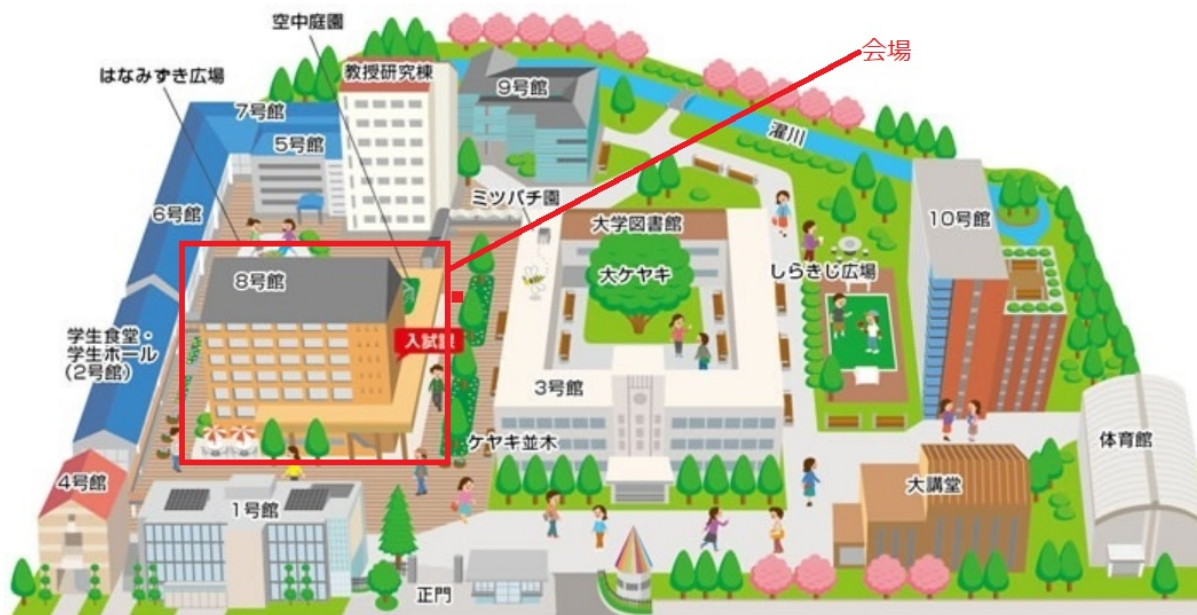 空中庭園
会場
はなみずき広場
教授研究棟
9号館
7号館
5号館
濯川
6号館
ミツバチ園
大学図書館
10号館
8号館
大ケヤキ
しらきじ広場
学生食堂・
学生ホール
(2号館)
入試課
3号館
ケヤキ並木
体育館
4号館
大講堂
1号館
正門